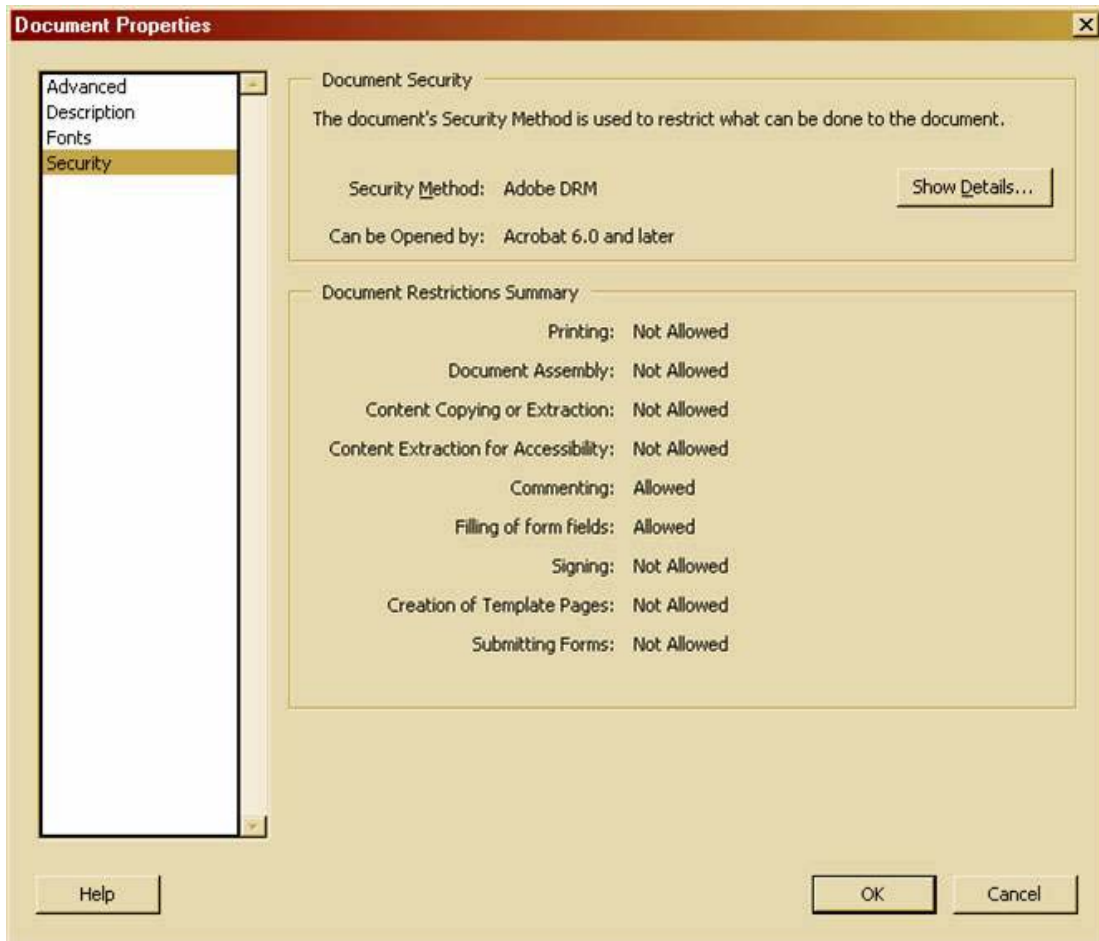 Document Properties
Advanced
Description
Fonts
Security
Document Security
The document's Security Method is used to restrict what can be done to the document.
Security Method: Adobe DRM
Show Details...
Can be Opened by: Acrobat 6.0 and later
Document Restrictions Summary
Printing: Not Allowed
Document Assembly: Not Allowed
Content Copying or Extraction: Not Allowed
Content Extraction for Accessibility: Not Allowed
Commenting: Allowed
Filling of form fields: Allowed
Signing: Not Allowed
Creation of Template Pages: Not Allowed
Submitting Forms: Not Allowed
Help
OK
Cancel